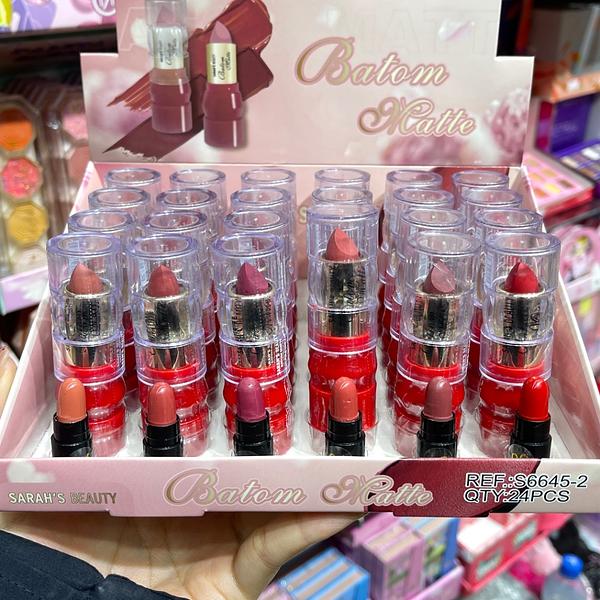 Batom
Matte
SARAH'S BEAUTY
Batom Matte
REF.:S6645-2
QTY:24PCS